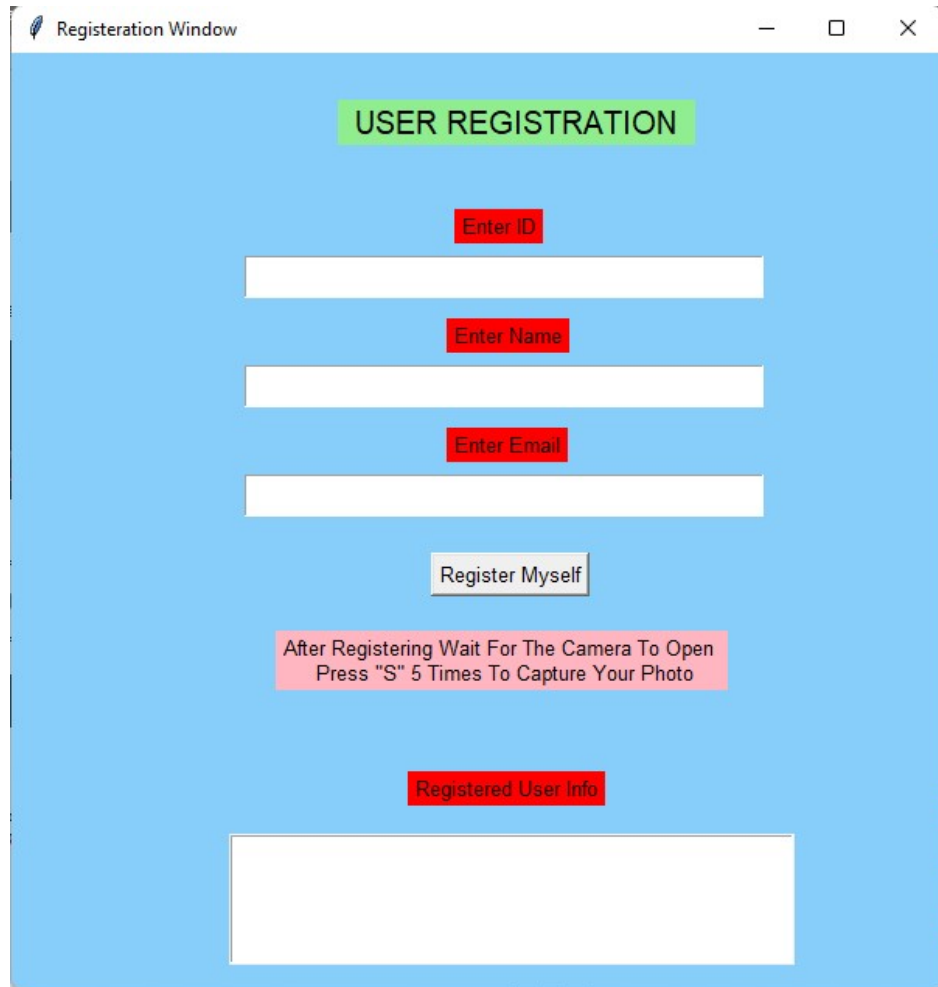 Registeration Window
USER REGISTRATION
Enter ID
Enter Name
Enter Email
Register Myself
After Registering Wait For The Camera To Open
Press "S" 5 Times To Capture Your Photo
Registered User Info